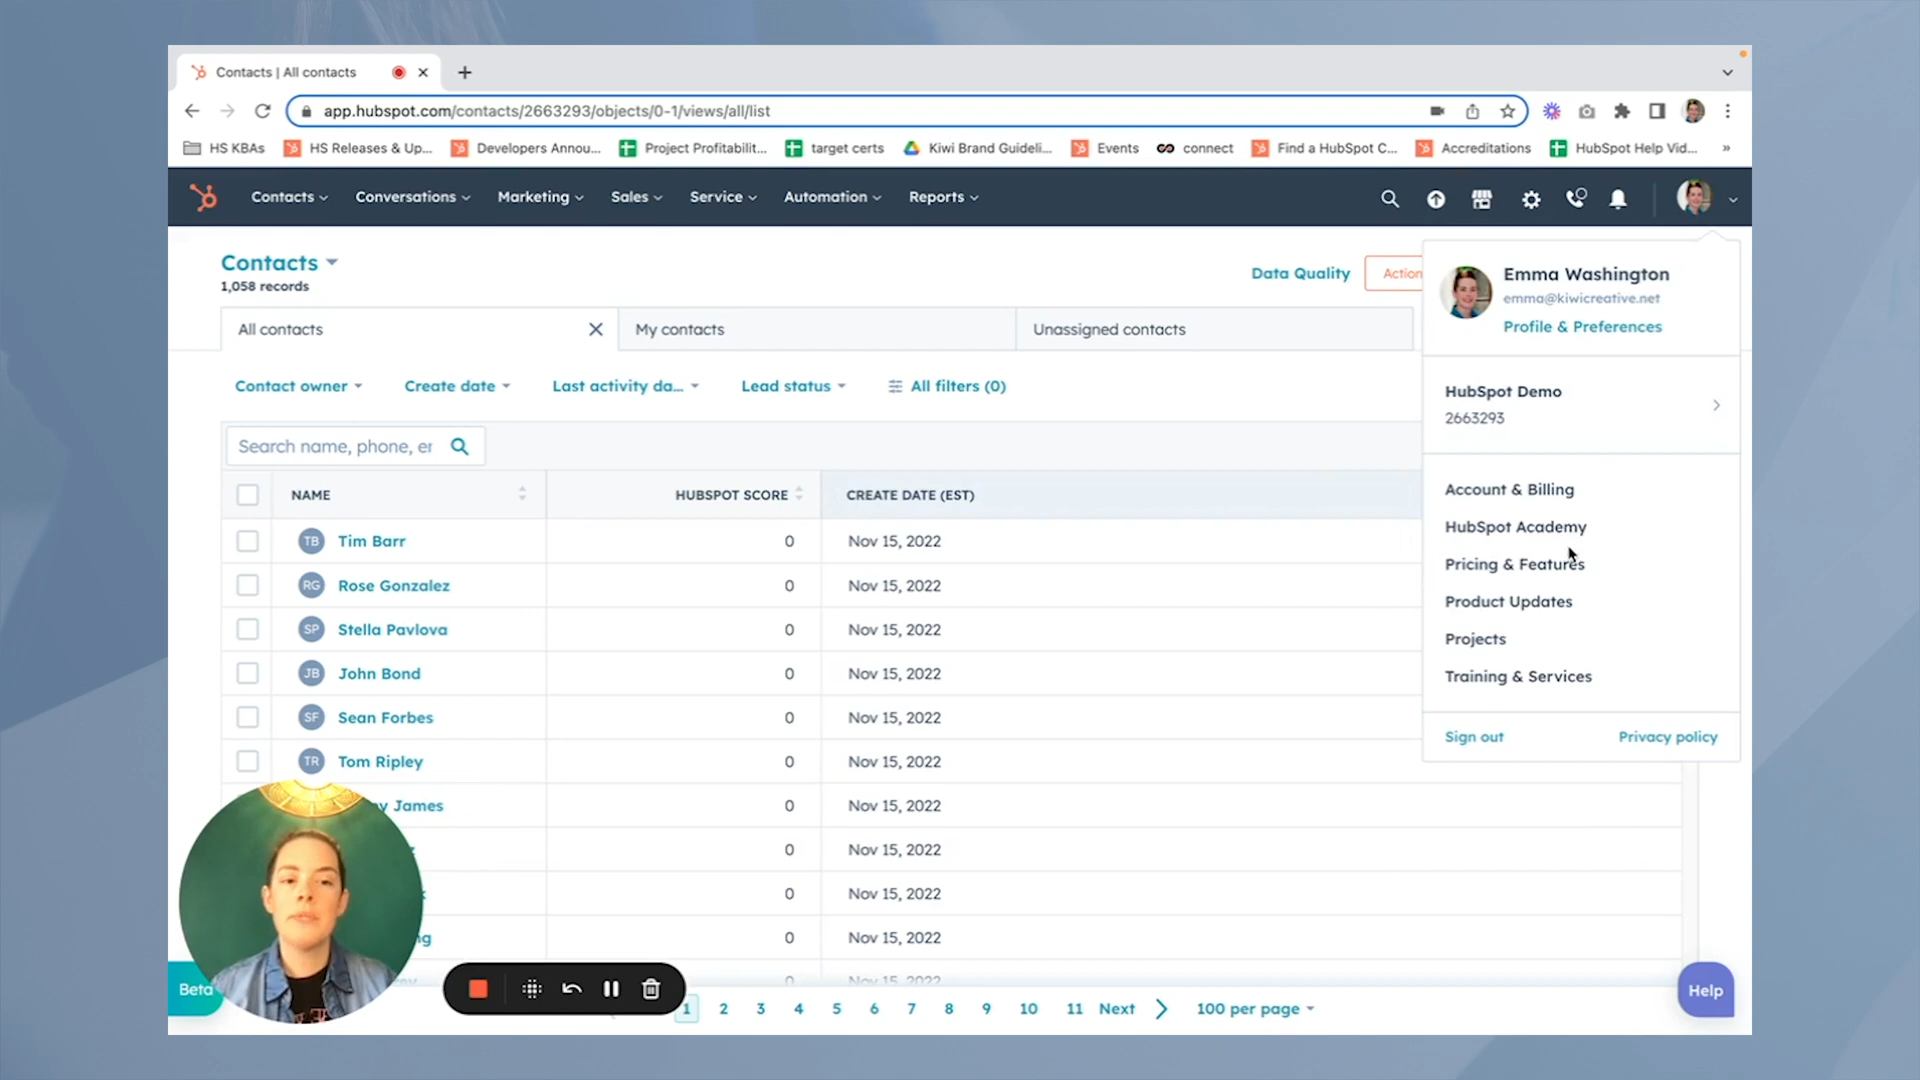 Contacts | All contacts
app.hubspot.com/contacts/2663293/objects/0-1/views/all/list
HS KBAs
HS Releases & Up...
Developers Annou...
Project Profitabilit...
target certs
Kiwi Brand Guideli...
Events
connect
Find a HubSpot C...
Accreditations
HubSpot Help Vid...
»
Contacts
Conversations
Marketing
Sales
Service
Automation
Reports
Contacts
1,058 records
Data Quality
Action
Emma Washington
emma@kiwicreative.net
Profile & Preferences
All contacts
My contacts
Unassigned contacts
HubSpot Demo
2663293
Contact owner
Create date
Last activity da...
Lead status
All filters (0)
Search name, phone, er
Account & Billing
HubSpot Academy
Pricing & Features
Product Updates
Projects
Training & Services
Sign out
Privacy policy
NAME
HUBSPOT SCORE
CREATE DATE (EST)
TB Tim Barr 0 Nov 15, 2022
RG Rose Gonzalez 0 Nov 15, 2022
SP Stella Pavlova 0 Nov 15, 2022
JB John Bond 0 Nov 15, 2022
SF Sean Forbes 0 Nov 15, 2022
TR Tom Ripley 0 Nov 15, 2022
James 0 Nov 15, 2022
0 Nov 15, 2022
0 Nov 15, 2022
ng 0 Nov 15, 2022
0 Nov 15, 2022
Beta
1 2 3 4 5 6 7 8 9 10 11 Next
100 per page
Help